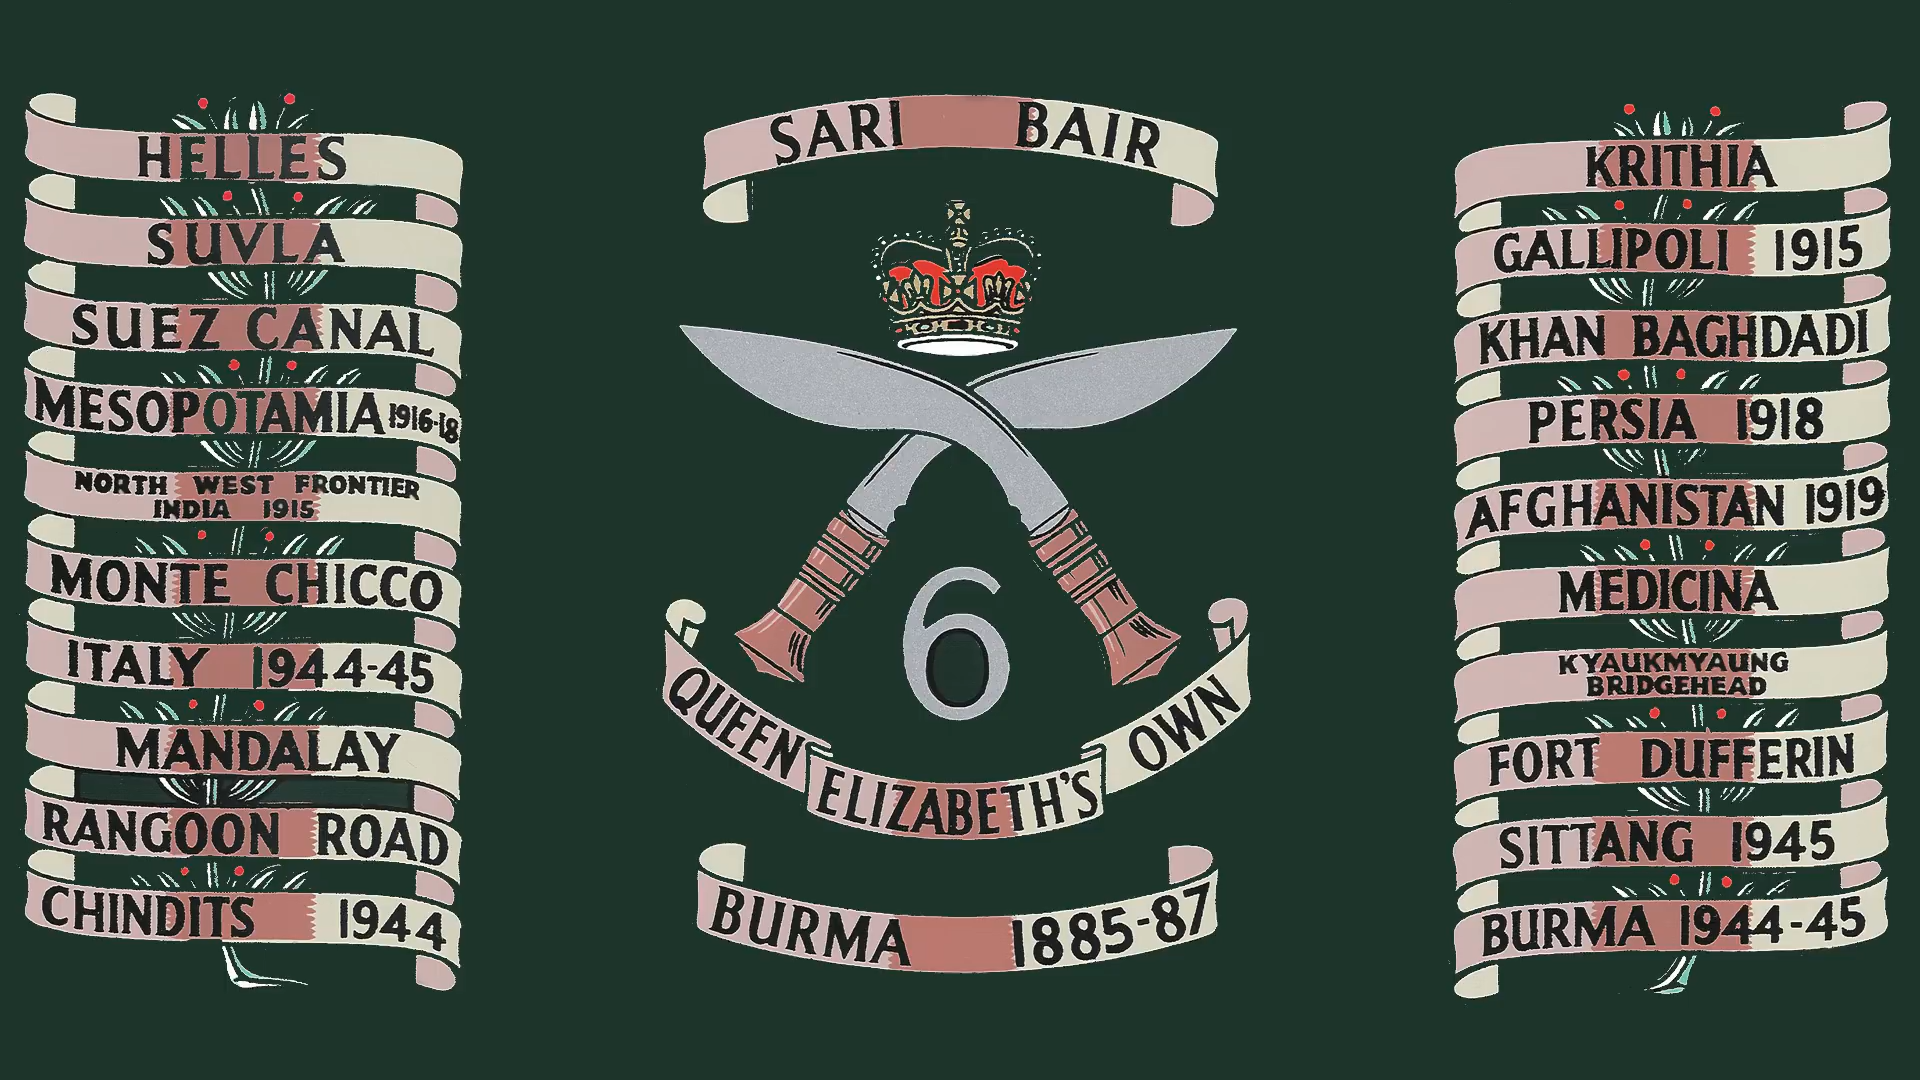 HELLES
SUVLA
SUEZ CANAL
MESOPOTAMIA 1916-18
NORTH WEST FRONTIER
INDIA 1915
MONTE CHICCO
ITALY 1944-45
MANDALAY
RANGOON ROAD
CHINDITS 1944
SARI BAIR
6
QUEEN ELIZABETH'S OWN
BURMA 1885-87
KRITHIA
GALLIPOLI 1915
KHAN BAGHDADI
PERSIA 1918
AFGHANISTAN 1919
MEDICINA
KYAUKMYAUNG
BRIDGEHEAD
FORT DUFFERIN
SITTANG 1945
BURMA 1944-45